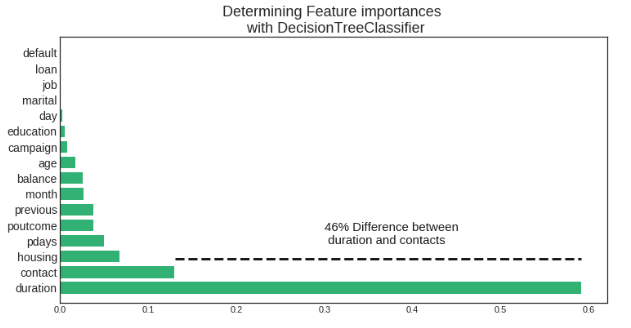 Determining Feature importances
with DecisionTreeClassifier
default
loan
job
marital
day
education
campaign
age
balance
month
previous
poutcome
pdays
housing
contact
duration
46% Difference between
duration and contacts
0.0 0.1 0.2 0.3 0.4 0.5 0.6